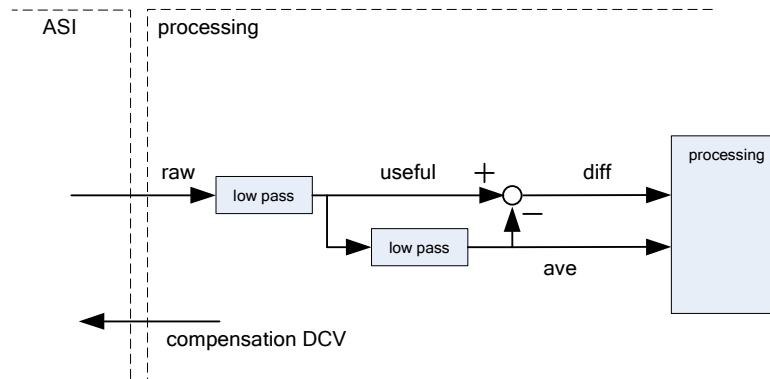 ASI
processing
processing
raw
useful
+
diff
low pass
−
low pass
ave
compensation DCV